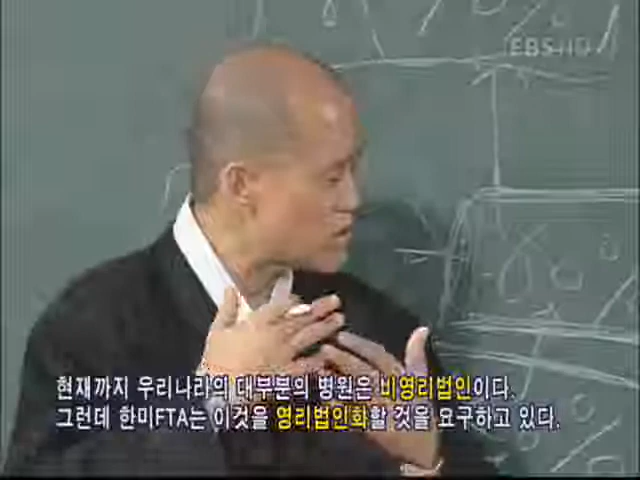 EBS HD
현재까지 우리나라의 대부분의 병원은 비영리법인이다.
그런데 한미FTA는 이것을 영리법인화할 것을 요구하고 있다.